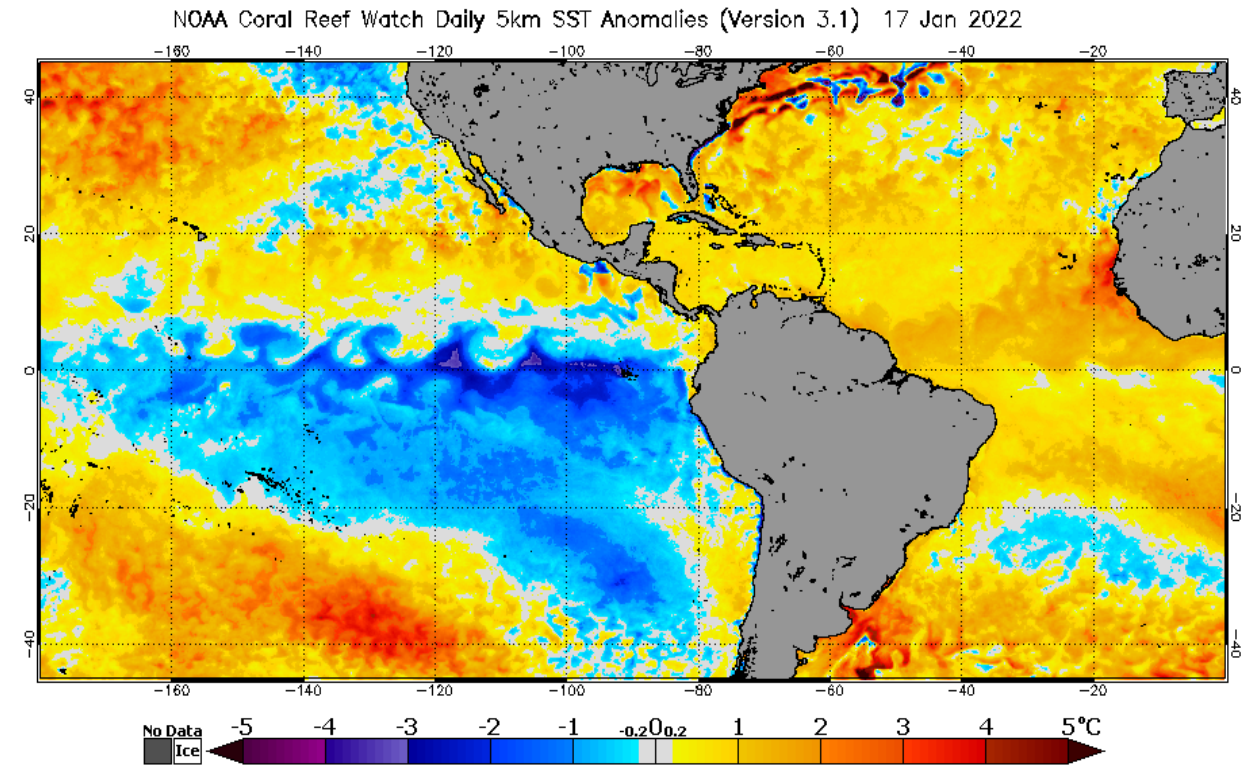 NOAA Coral Reef Watch Daily 5km SST Anomalies (Version 3.1) 17 Jan 2022
-160 -140 -120 -100 -80 -60 -40 -20
40 40
20 20
0 0
-20 -20
-40 -40
-160 -140 -120 -100 -80 -60 -40 -20
No Data -5 -4 -3 -2 -1 -0.2 0 0.2 1 2 3 4 5°C
Ice